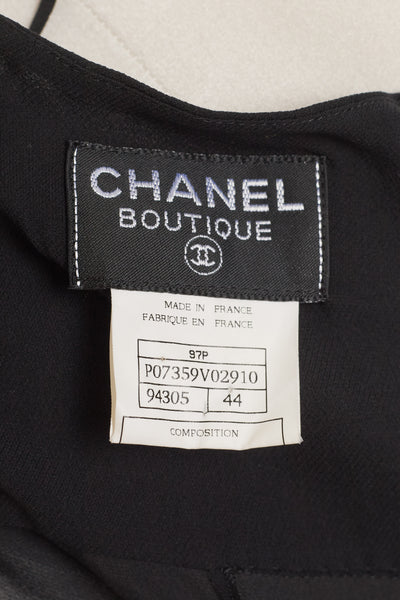 CHANEL
BOUTIQUE
MADE IN FRANCE
FABRIQUE EN FRANCE
97P
P07359V02910
94305 44
COMPOSITION